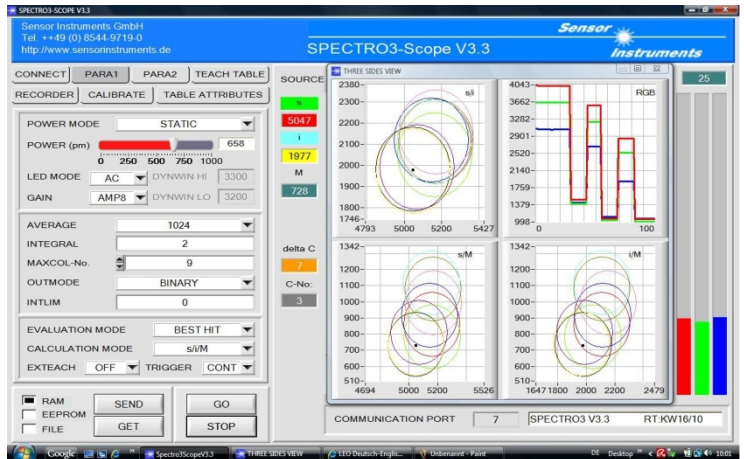 SPECTRO3-SCOPE V3.3
Sensor Instruments GmbH
Tel. ++49 (0) 8544-9719-0
http://www.sensorinstruments.de
SPECTRO3-Scope V3.3
Sensor
Instruments
CONNECT PARA1 PARA2 TEACH TABLE
RECORDER CALIBRATE TABLE ATTRIBUTES
POWER MODE STATIC
POWER (pm) 658
0 250 500 750 1000
LED MODE AC DYNWIN HI 3300
GAIN AMP8 DYNWIN LO 3200
AVERAGE 1024
INTEGRAL 2
MAXCOL-No. 9
OUTMODE BINARY
INTLIM 0
EVALUATION MODE BEST HIT
CALCULATION MODE s/i/M
EXTEACH OFF TRIGGER CONT
RAM
EEPROM
FILE
SEND GO
GET STOP
SOURCE
s
5047
i
1977
M
728
delta C
7
C-No:
3
THREE SIDES VIEW
25
s/i
2380-
2300-
2200-
2100-
2000-
1900-
1800-
1746-
4793 5000 5200 5427
RGB
4043-
3662-
3282-
2901-
2520-
2140-
1759-
1379-
998-
0 100
s/M
1342-
1200-
1100-
1000-
900-
800-
700-
600-
510-
4694 5000 5200 5526
i/M
1342-
1200-
1100-
1000-
900-
800-
700-
600-
510-
1647 1800 2000 2200 2479
COMMUNICATION PORT 7 SPECTRO3 V3.3 RT:KW16/10
Google Spectro3ScopeV3.3 THREE SIDES VIEW LEO Deutsch-Englis... Unbenannt - Paint DE Desktop 10:01